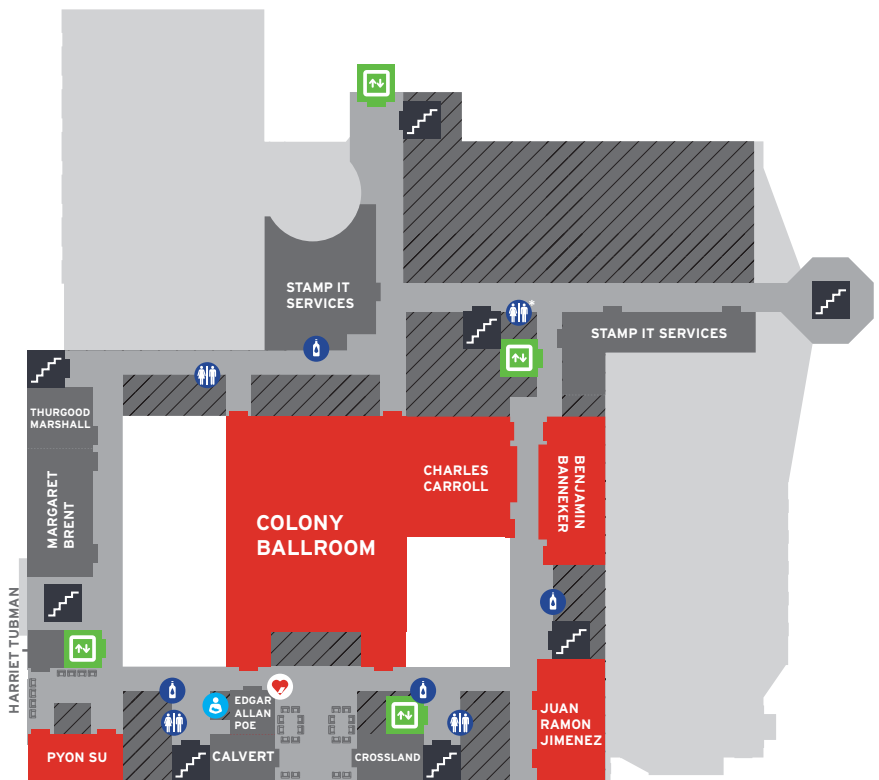 STAMP IT
SERVICES
*
STAMP IT SERVICES
THURGOOD
MARSHALL
MARGARET
BRENT
CHARLES
CARROLL
BENJAMIN
BANNEKER
COLONY
BALLROOM
HARRIET TUBMAN
EDGAR
ALLAN
POE
JUAN
RAMON
JIMENEZ
PYON SU
CALVERT
CROSSLAND